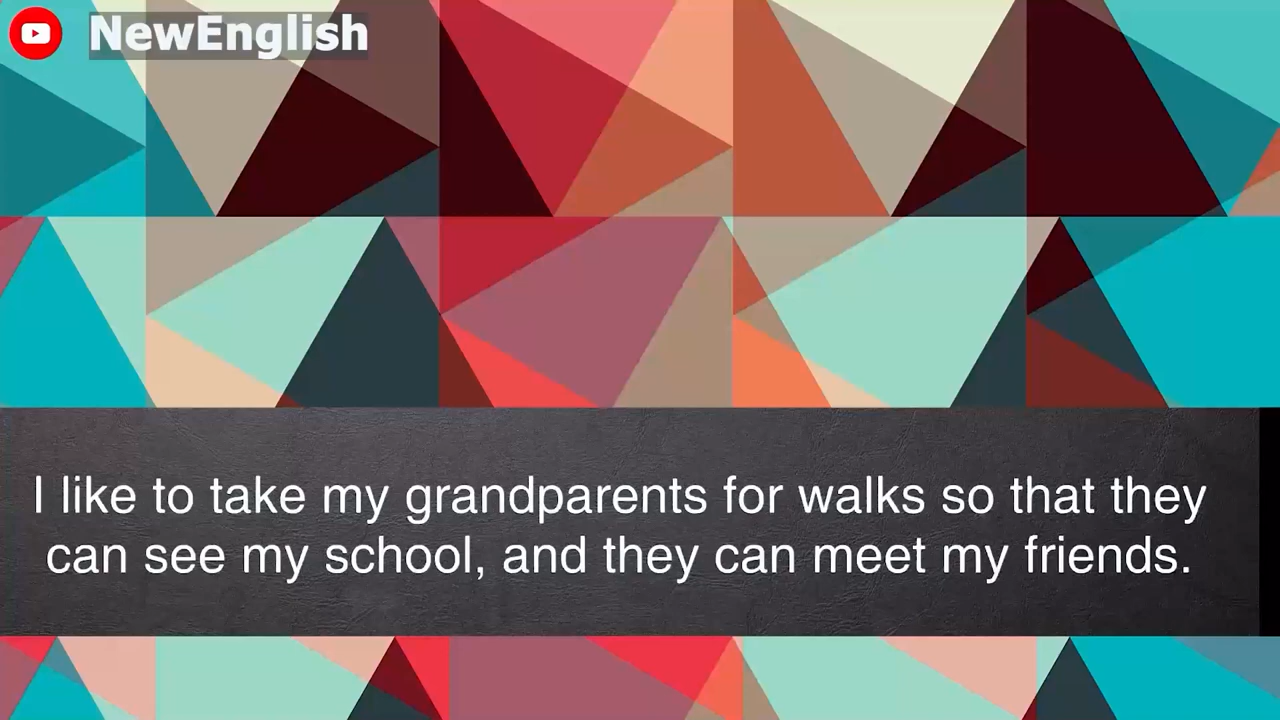 NewEnglish
I like to take my grandparents for walks so that they
can see my school, and they can meet my friends.